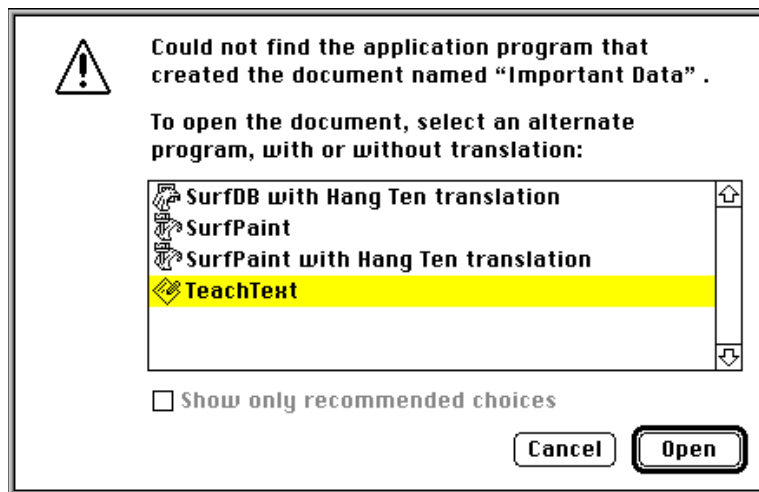 Could not find the application program that
created the document named “Important Data” .
To open the document, select an alternate
program, with or without translation:
SurfDB with Hang Ten translation
SurfPaint
SurfPaint with Hang Ten translation
TeachText
Show only recommended choices
Cancel Open